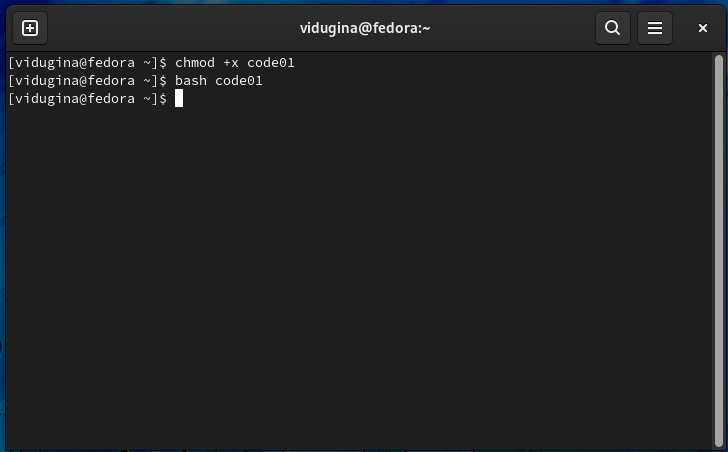 vidugina@fedora:~
[vidugina@fedora ~]$ chmod +x code01
[vidugina@fedora ~]$ bash code01
[vidugina@fedora ~]$